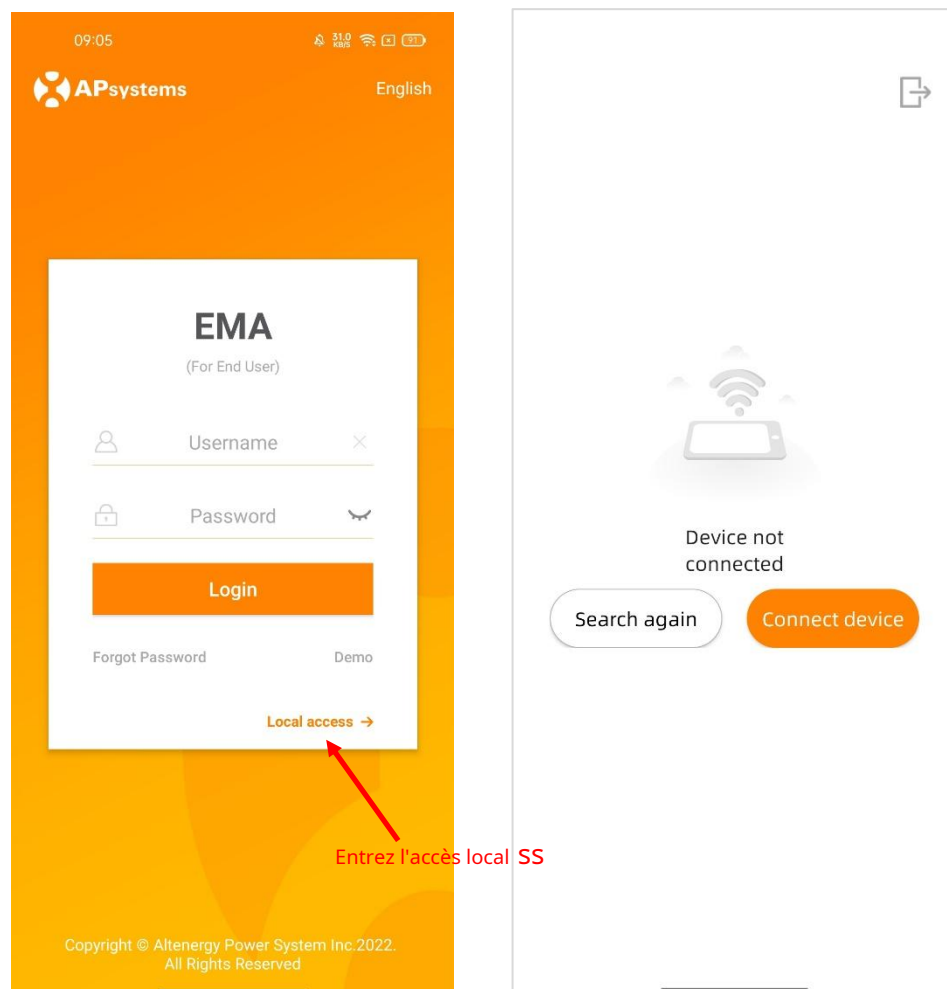 09:05
31.0
KB/S
91
APsystems
English
EMA
(For End User)
Username
Password
Login
Forgot Password
Demo
Local access →
Entrez l'accès local ss
Copyright © Altenergy Power System Inc.2022.
All Rights Reserved
Device not
connected
Search again
Connect device